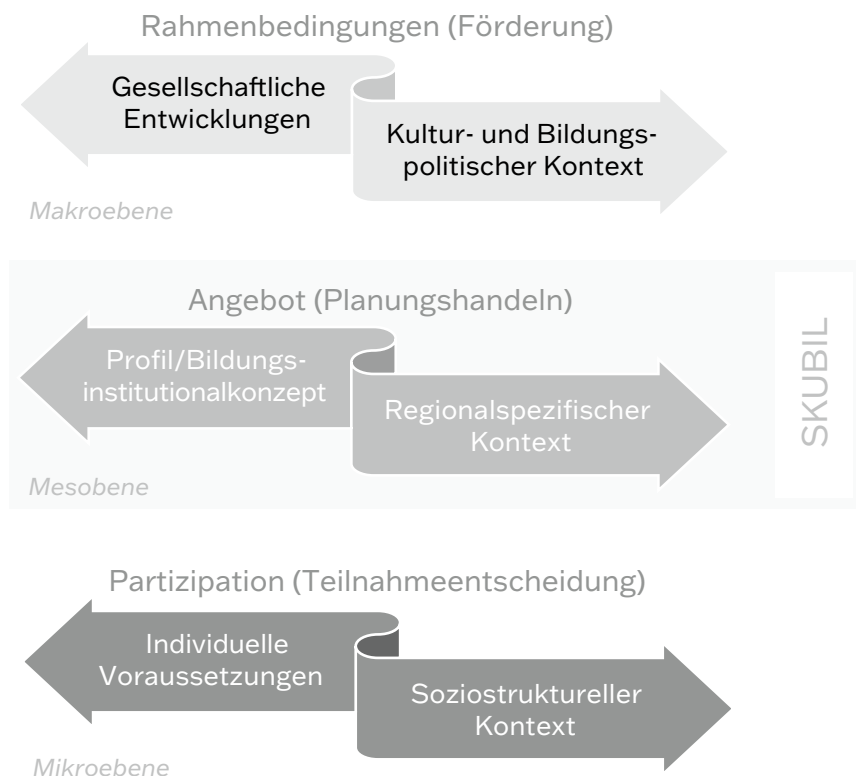 Rahmenbedingungen (Förderung)
Gesellschaftliche
Entwicklungen
Kultur- und Bildungs-
politischer Kontext
Makroebene
Angebot (Planungshandeln)
Profil/Bildungs-
institutionalkonzept
Regionalspezifischer
Kontext
Mesobene
SKUBIL
Partizipation (Teilnahmeentscheidung)
Individuelle
Voraussetzungen
Soziostruktureller
Kontext
Mikroebene